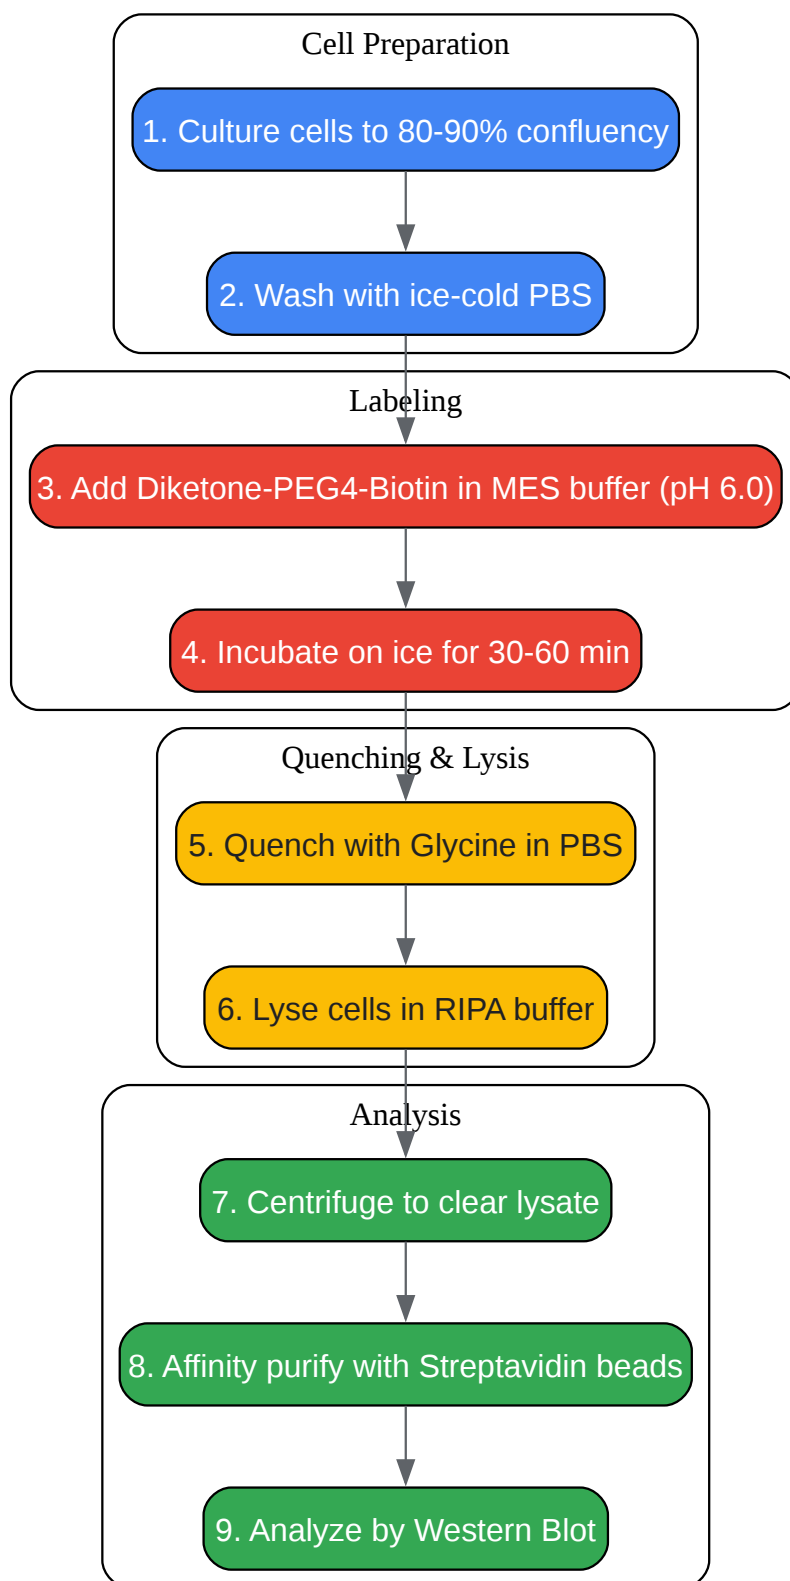 Cell Preparation
1. Culture cells to 80-90% confluency
2. Wash with ice-cold PBS
Labeling
3. Add Diketone-PEG4-Biotin in MES buffer (pH 6.0)
4. Incubate on ice for 30-60 min
Quenching & Lysis
5. Quench with Glycine in PBS
6. Lyse cells in RIPA buffer
Analysis
7. Centrifuge to clear lysate
8. Affinity purify with Streptavidin beads
9. Analyze by Western Blot